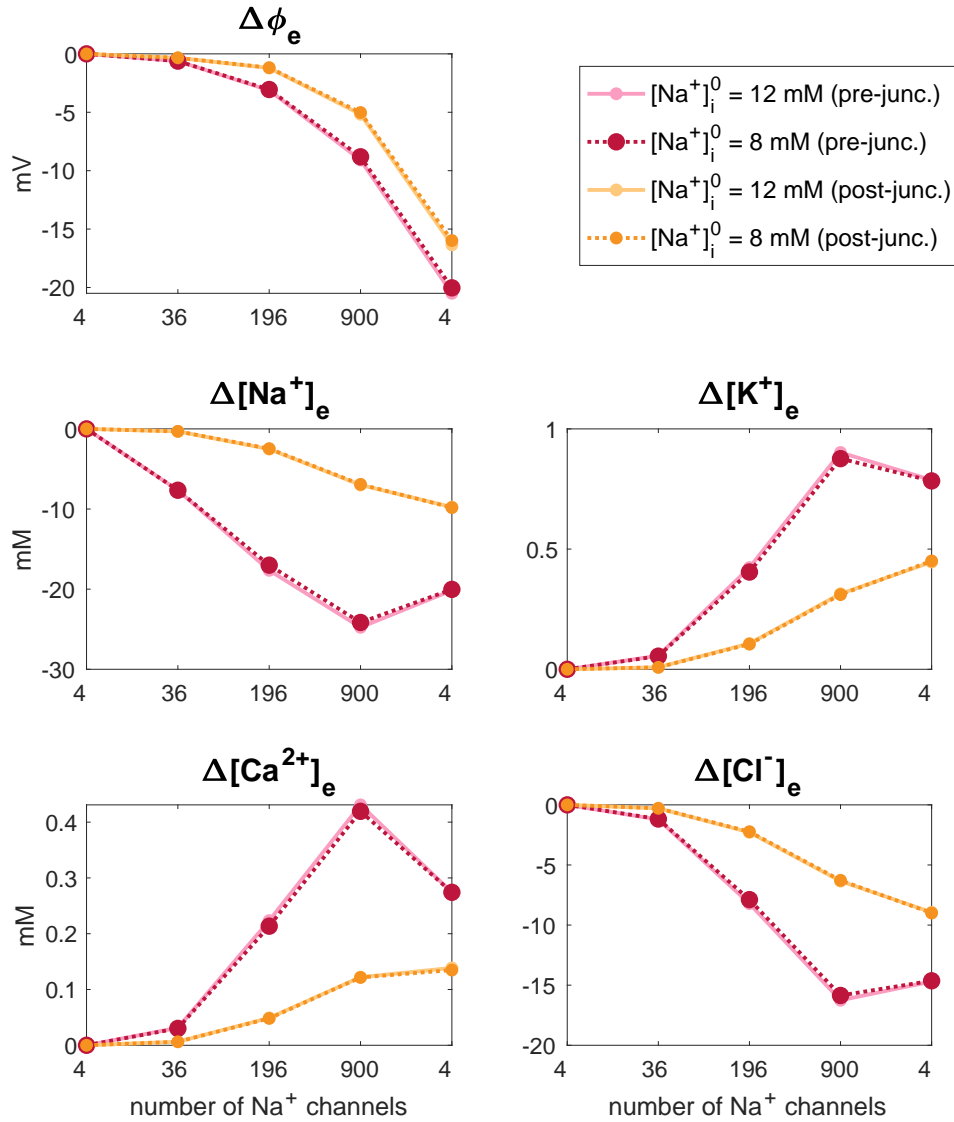 Δϕe
0
-5
-10
-15
-20
mV
4 36 196 900 4
[Na+]i0 = 12 mM (pre-junc.)
[Na+]i0 = 8 mM (pre-junc.)
[Na+]i0 = 12 mM (post-junc.)
[Na+]i0 = 8 mM (post-junc.)
Δ[Na+]e
0
-10
-20
-30
mM
4 36 196 900 4
Δ[K+]e
1
0.5
0
4 36 196 900 4
Δ[Ca2+]e
0.4
0.3
0.2
0.1
0
mM
4 36 196 900 4
number of Na+ channels
Δ[Cl-]e
0
-5
-10
-15
-20
4 36 196 900 4
number of Na+ channels